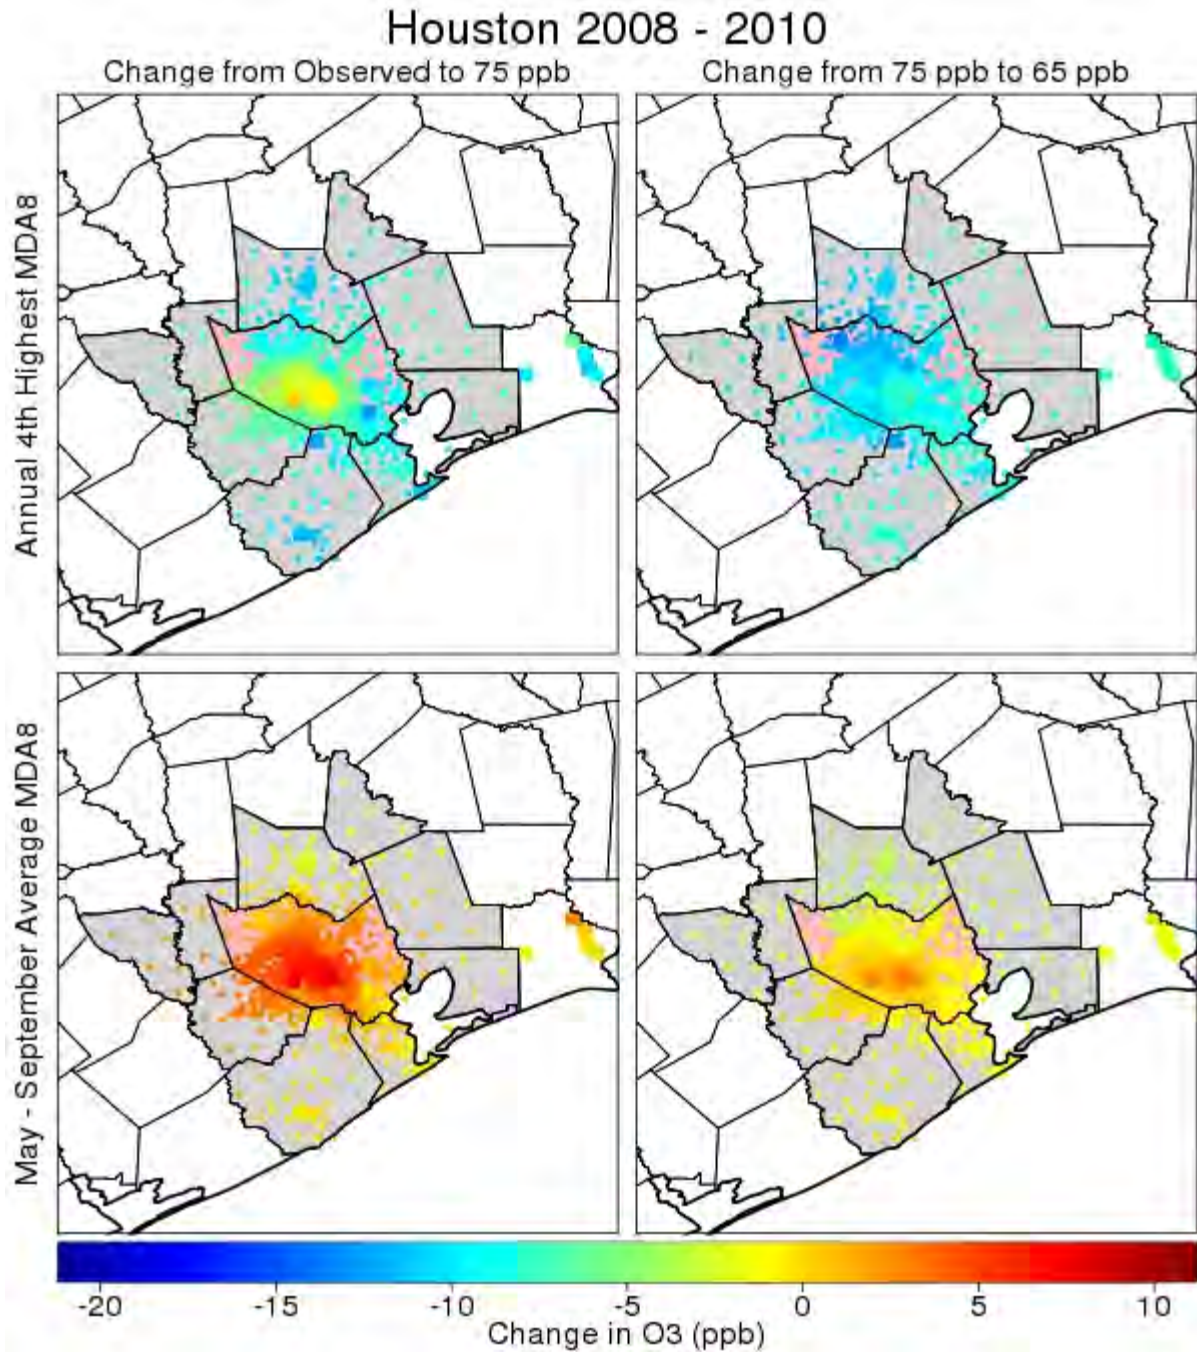 Houston 2008 - 2010
Change from Observed to 75 ppb
Change from 75 ppb to 65 ppb
Annual 4th Highest MDA8
May - September Average MDA8
-20 -15 -10 -5 0 5 10
Change in O3 (ppb)